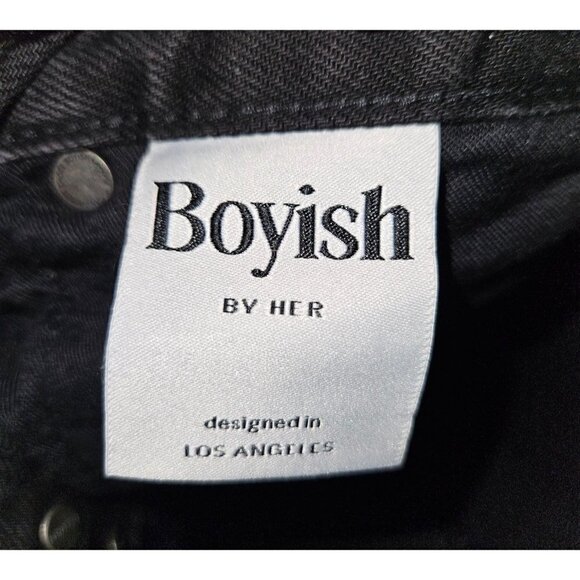 Boyish
BY HER
designed in
LOS ANGELES